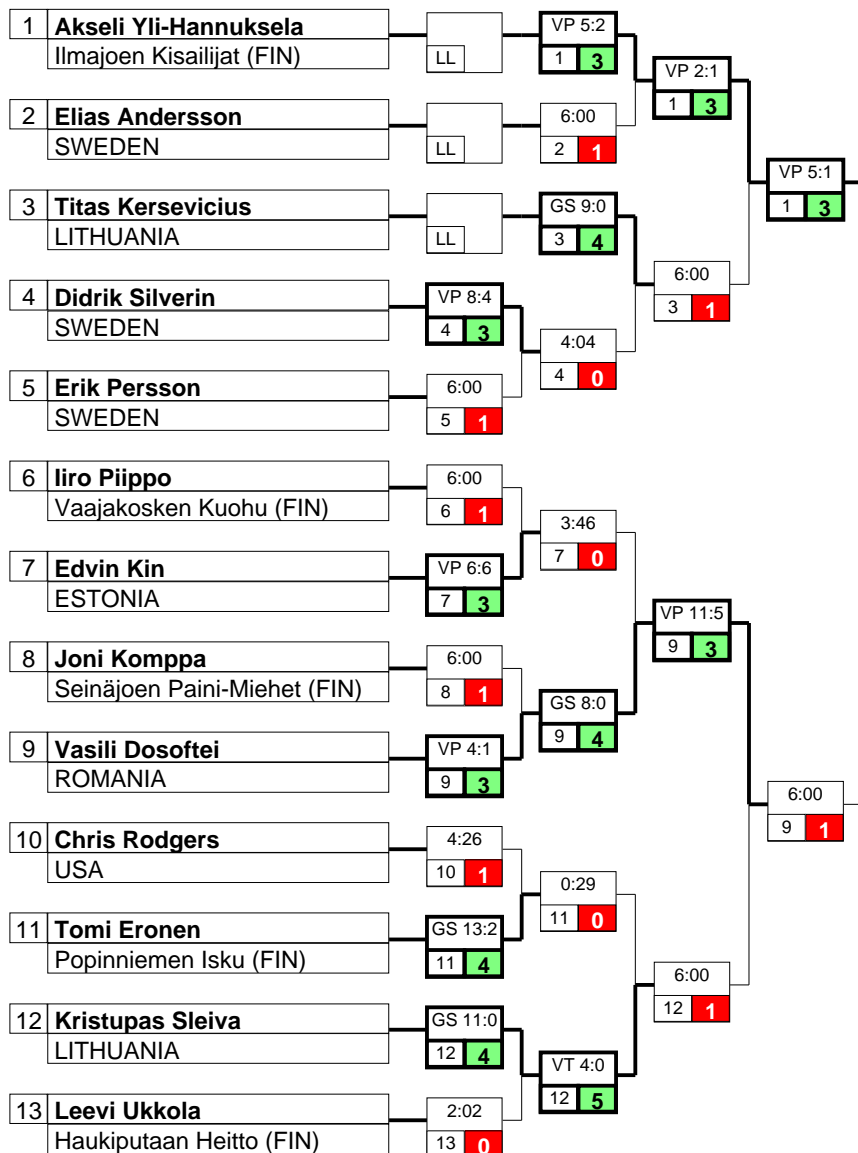 1 Akseli Yli-Hannuksela
Ilmajoen Kisailijat (FIN)
2 Elias Andersson
SWEDEN
3 Titas Kersevicius
LITHUANIA
4 Didrik Silverin
SWEDEN
5 Erik Persson
SWEDEN
6 Iiro Piippo
Vaajakosken Kuohu (FIN)
7 Edvin Kin
ESTONIA
8 Joni Komppa
Seinäjoen Paini-Miehet (FIN)
9 Vasili Dosoftei
ROMANIA
10 Chris Rodgers
USA
11 Tomi Eronen
Popinniemen Isku (FIN)
12 Kristupas Sleiva
LITHUANIA
13 Leevi Ukkola
Haukiputaan Heitto (FIN)
LL
LL
LL
VP 8:4
4 3
6:00
5 1
6:00
6 1
VP 6:6
7 3
6:00
8 1
VP 4:1
9 3
4:26
10 1
GS 13:2
11 4
GS 11:0
12 4
2:02
13 0
VP 5:2
1 3
6:00
2 1
GS 9:0
3 4
4:04
4 0
3:46
7 0
GS 8:0
9 4
0:29
11 0
VT 4:0
12 5
VP 2:1
1 3
6:00
3 1
VP 11:5
9 3
6:00
12 1
VP 5:1
1 3
6:00
9 1